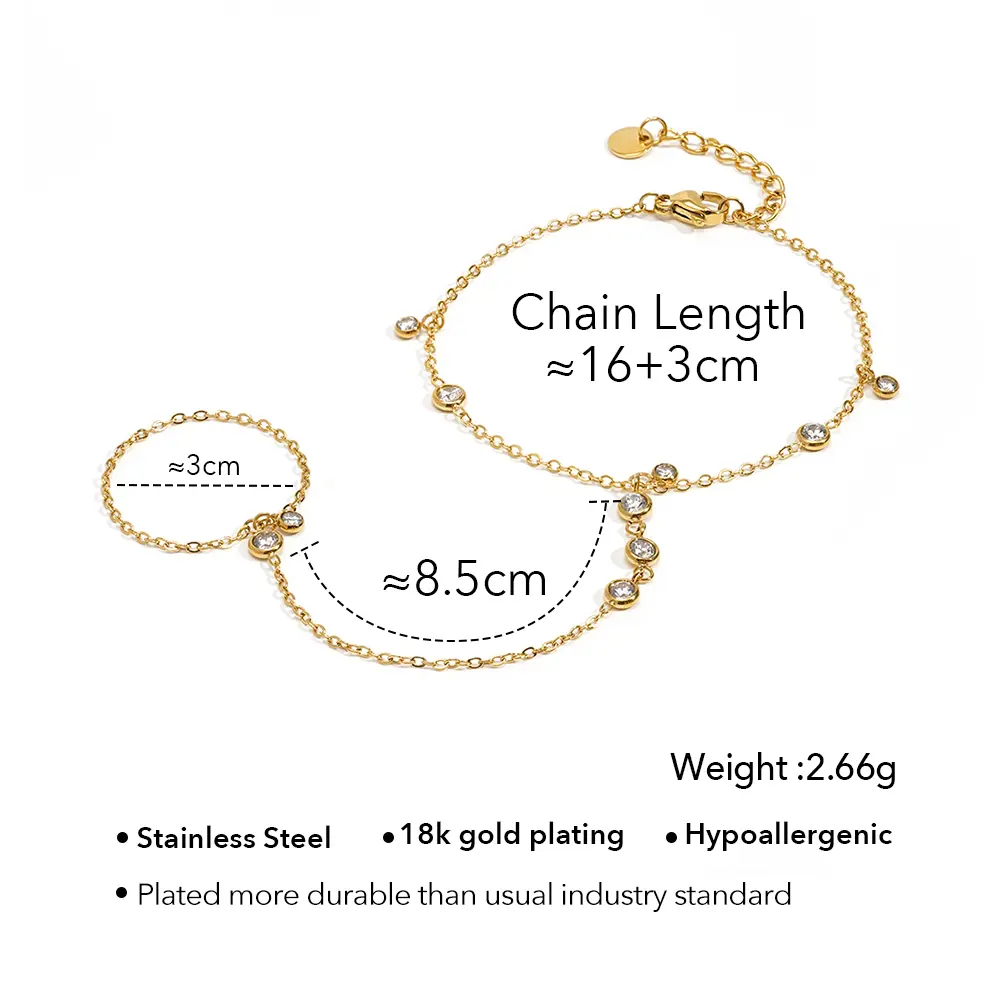 Chain Length
≈16+3cm
≈3cm
≈8.5cm
Weight :2.66g
• Stainless Steel • 18k gold plating • Hypoallergenic
• Plated more durable than usual industry standard